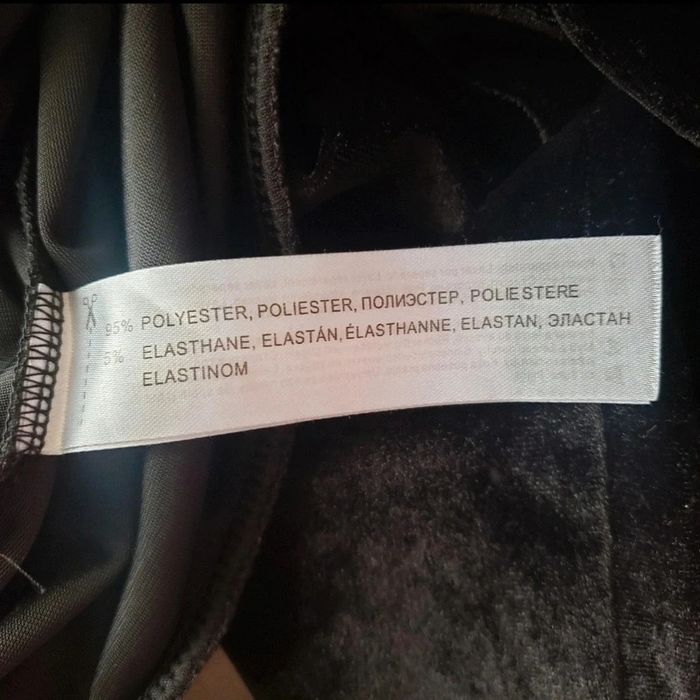 95% POLYESTER, POLIESTER, ПОЛИЭСТЕР, POLIESTERE
5% ELASTHANE, ELASTÁN, ÉLASTHANNE, ELASTAN, ЭЛАСТАН
ELASTINOM